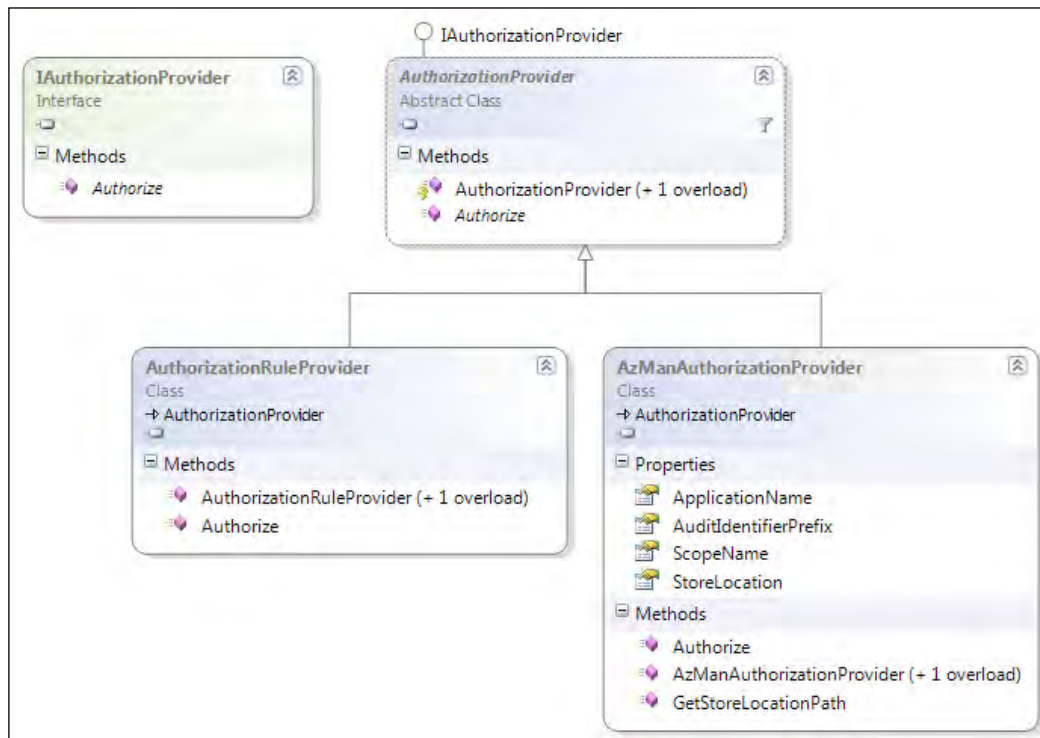 IAuthorizationProvider
Interface
Methods
Authorize
IAuthorizationProvider
AuthorizationProvider
Abstract Class
Methods
AuthorizationProvider (+ 1 overload)
Authorize
AuthorizationRuleProvider
Class
AuthorizationProvider
Methods
AuthorizationRuleProvider (+ 1 overload)
Authorize
AzManAuthorizationProvider
Class
AuthorizationProvider
Properties
ApplicationName
AuditIdentifierPrefix
ScopeName
StoreLocation
Methods
Authorize
AzManAuthorizationProvider (+ 1 overload)
GetStoreLocationPath